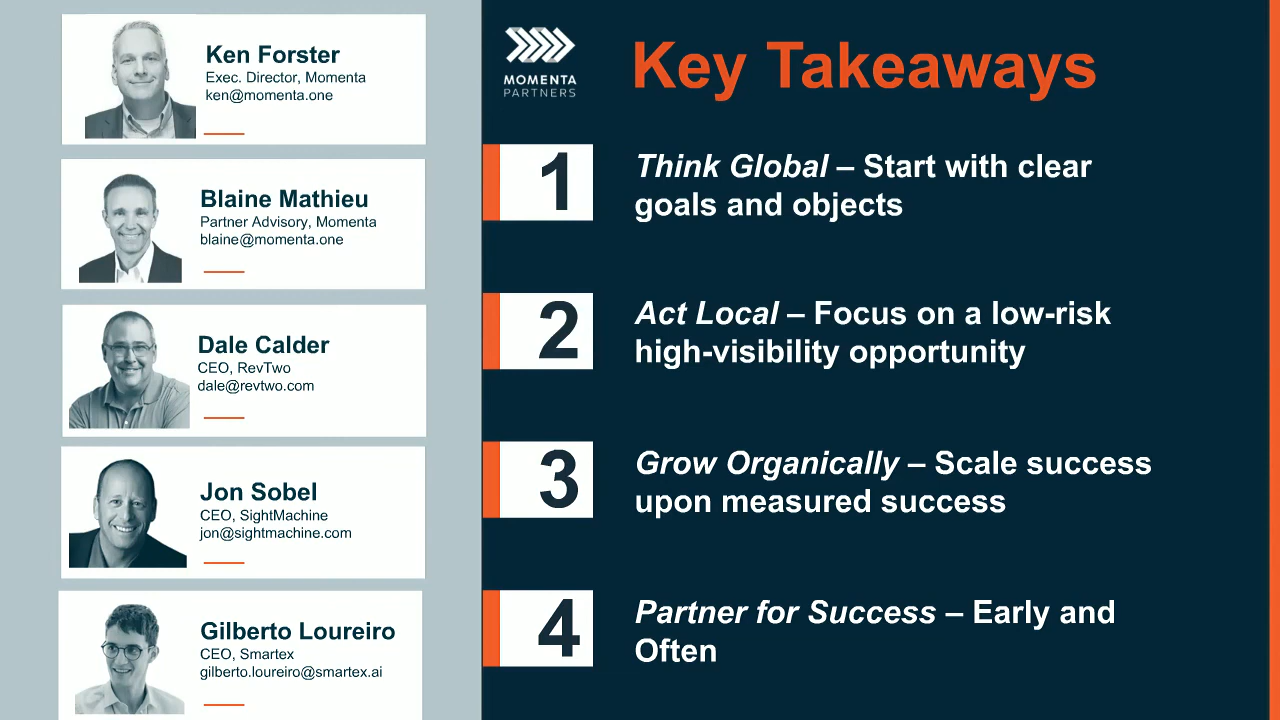 Ken Forster
Exec. Director, Momenta
ken@momenta.one
Blaine Mathieu
Partner Advisory, Momenta
blaine@momenta.one
Dale Calder
CEO, RevTwo
dale@revtwo.com
Jon Sobel
CEO, SightMachine
jon@sightmachine.com
Gilberto Loureiro
CEO, Smartex
gilberto.loureiro@smartex.ai
MOMENTA
PARTNERS
Key Takeaways
1
Think Global – Start with clear
goals and objects
2
Act Local – Focus on a low-risk
high-visibility opportunity
3
Grow Organically – Scale success
upon measured success
4
Partner for Success – Early and
Often